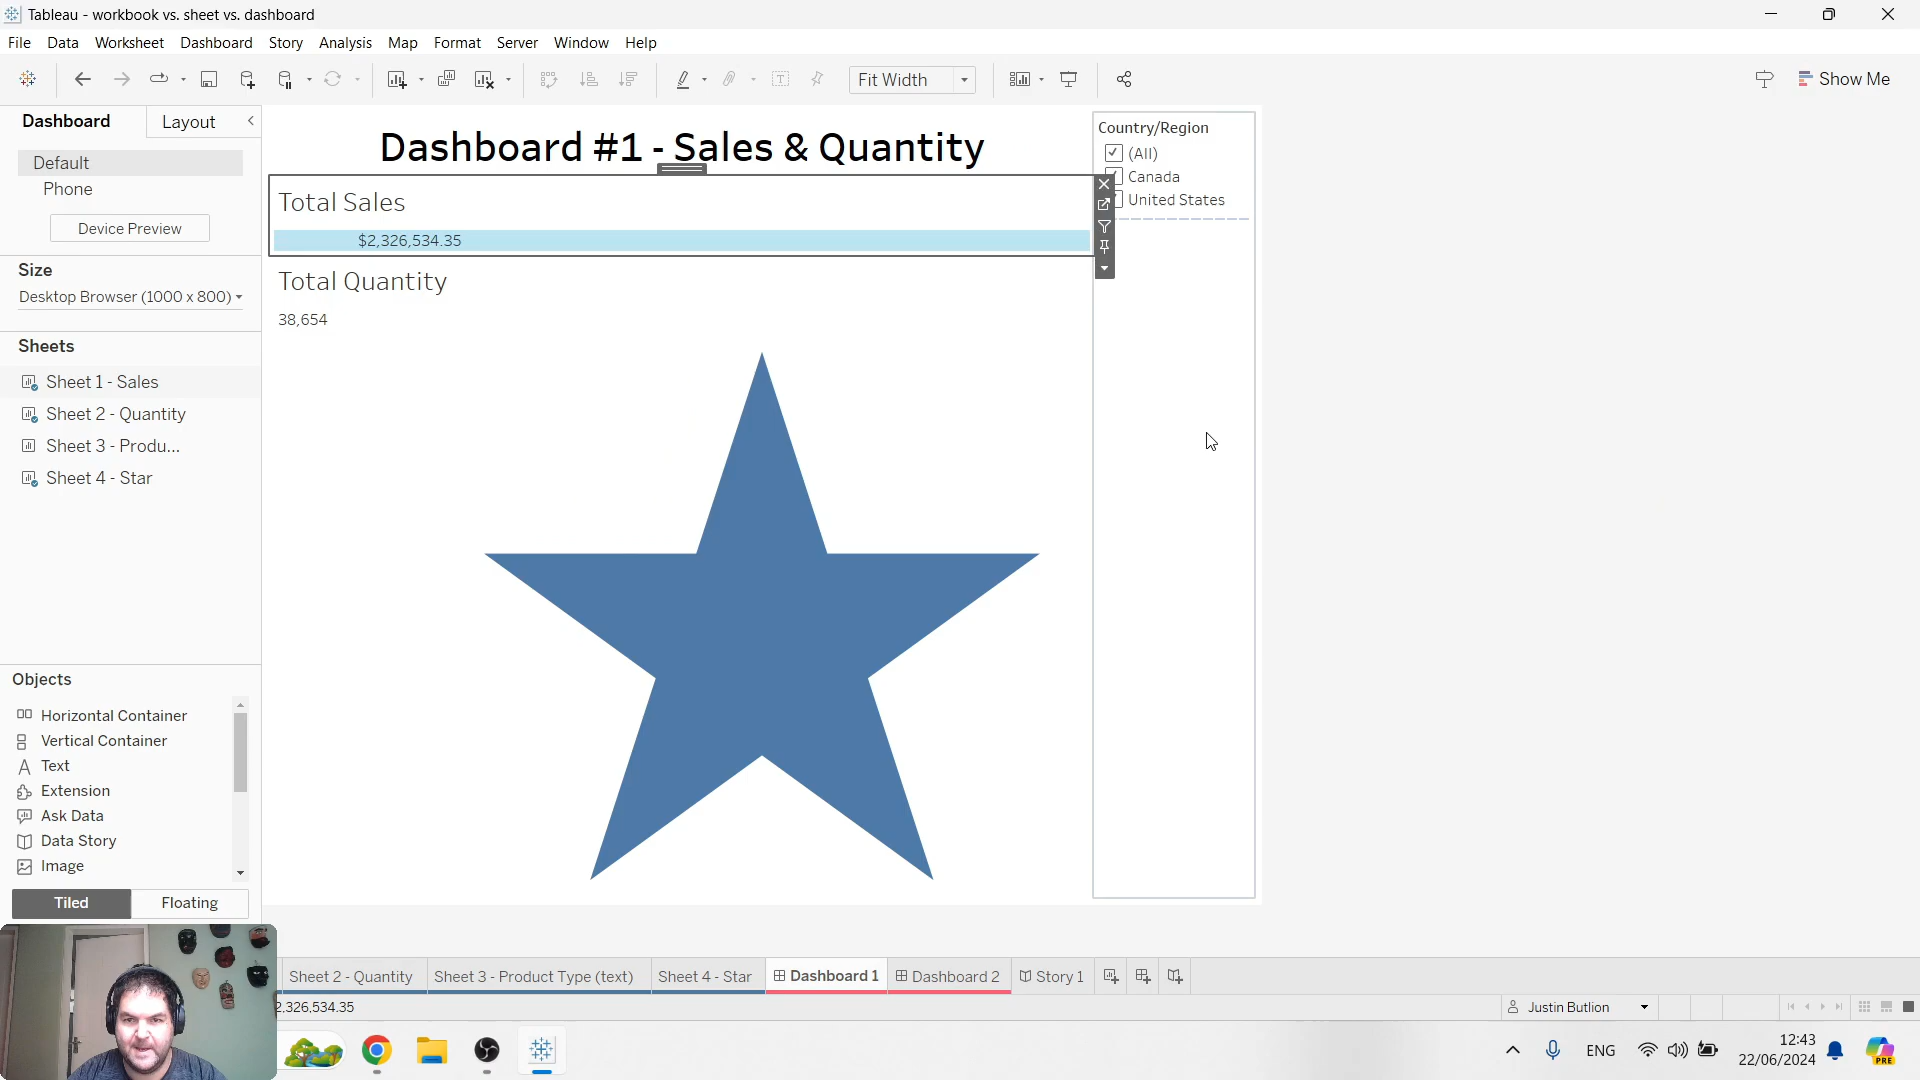 Tableau - workbook vs. sheet vs. dashboard
File Data Worksheet Dashboard Story Analysis Map Format Server Window Help
Fit Width
Show Me
Dashboard Layout
Default
Phone
Device Preview
Size
Desktop Browser (1000 x 800)
Sheets
Sheet 1 - Sales
Sheet 2 - Quantity
Sheet 3 - Produ...
Sheet 4 - Star
Objects
Horizontal Container
Vertical Container
Text
Extension
Ask Data
Data Story
Image
Tiled Floating
Dashboard #1 - Sales & Quantity
Total Sales
$2,326,534.35
Total Quantity
38,654
Country/Region
(All)
Canada
United States
Sheet 2 - Quantity Sheet 3 - Product Type (text) Sheet 4 - Star Dashboard 1 Dashboard 2 Story 1
2,326,534.35
Justin Butlion
ENG
12:43
22/06/2024
PRE